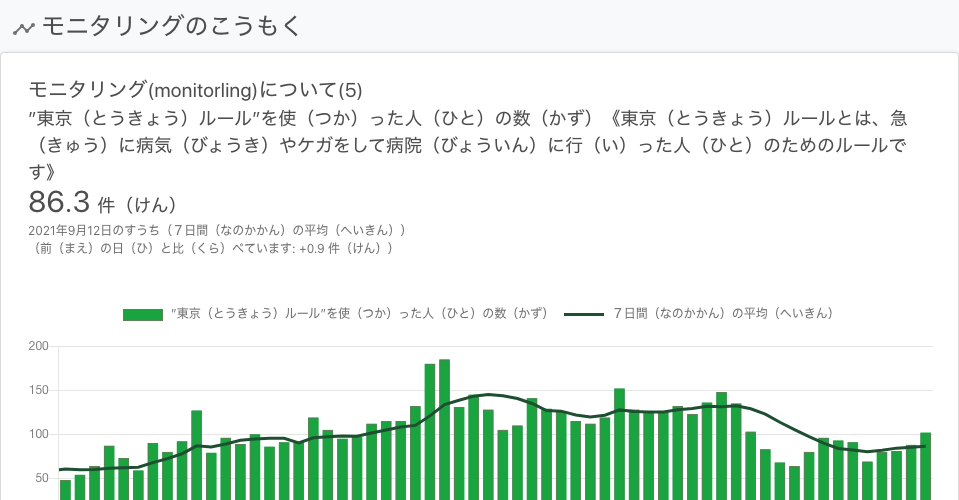 モニタリングのこうもく
モニタリング(monitorling)について(5)
"東京（とうきょう）ルール"を使（つか）った人（ひと）の数（かず）《東京（とうきょう）ルールとは、急
（きゅう）に病気（びょうき）やケガをして病院（びょういん）に行（い）った人（ひと）のためのルールで
す》
86.3 件（けん）
2021年9月12日のすうち（７日間（なのかかん）の平均（へいきん））
（前（まえ）の日（ひ）と比（くら）べています: +0.9 件（けん））
"東京（とうきょう）ルール"を使（つか）った人（ひと）の数（かず） ７日間（なのかかん）の平均（へいきん）
200
150
100
50